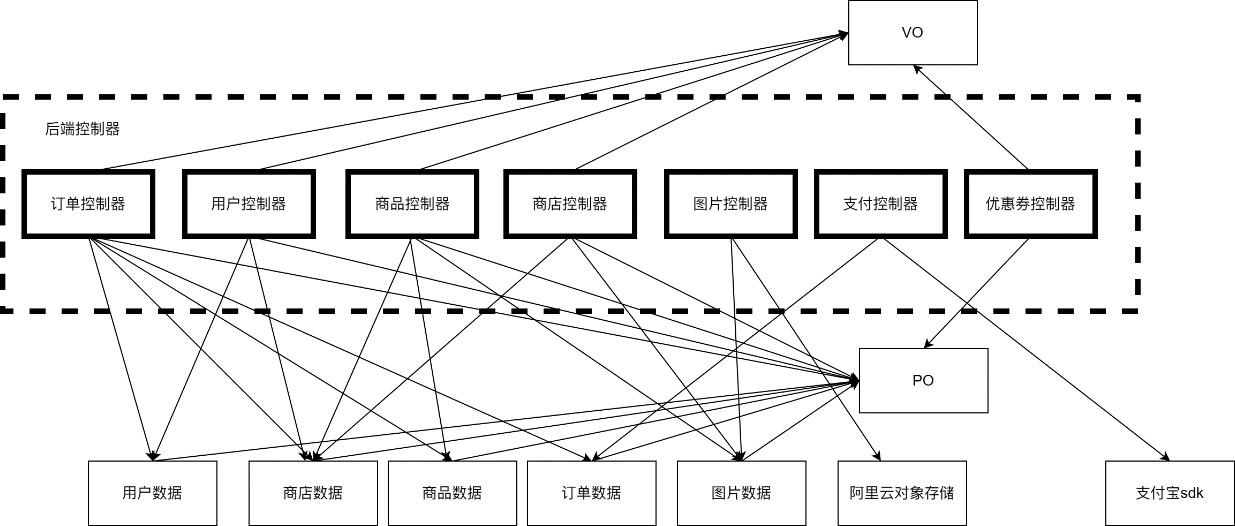 VO
后端控制器
订单控制器
用户控制器
商品控制器
商店控制器
图片控制器
支付控制器
优惠券控制器
PO
用户数据
商店数据
商品数据
订单数据
图片数据
阿里云对象存储
支付宝sdk